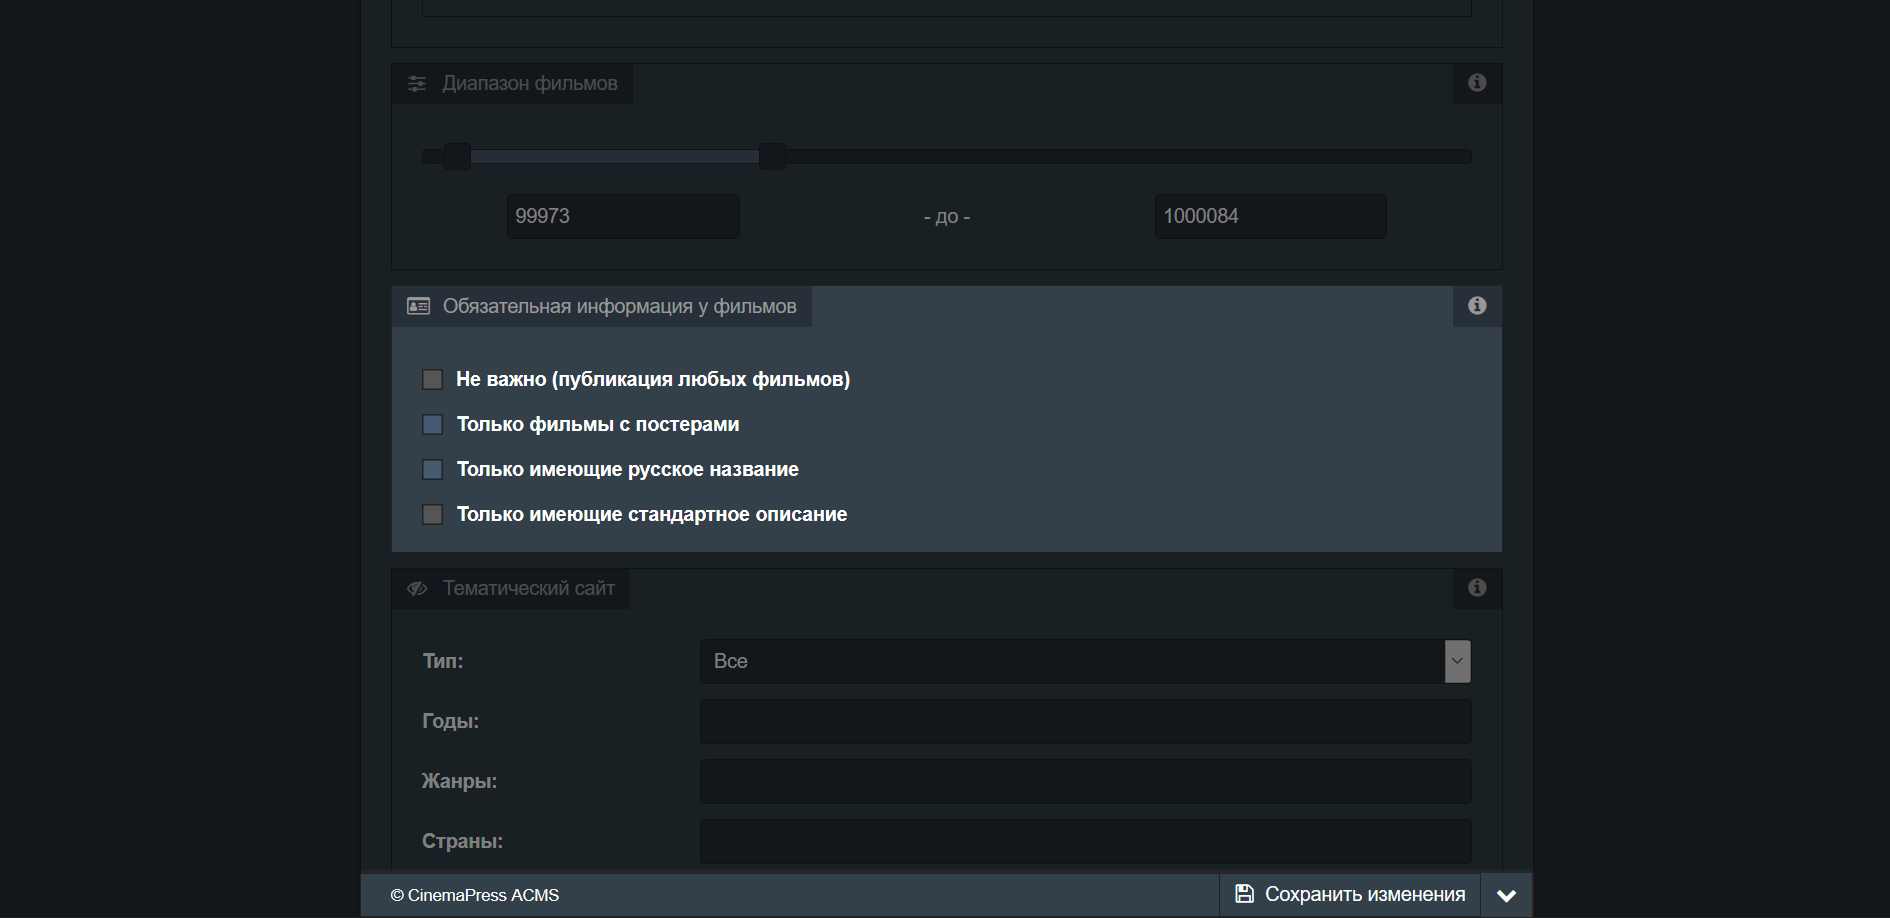 Диапазон фильмов
99973 - до - 1000084
Обязательная информация у фильмов
Не важно (публикация любых фильмов)
Только фильмы с постерами
Только имеющие русское название
Только имеющие стандартное описание
Тематический сайт
Тип: Все
Годы:
Жанры:
Страны:
© CinemaPress ACMS Сохранить изменения